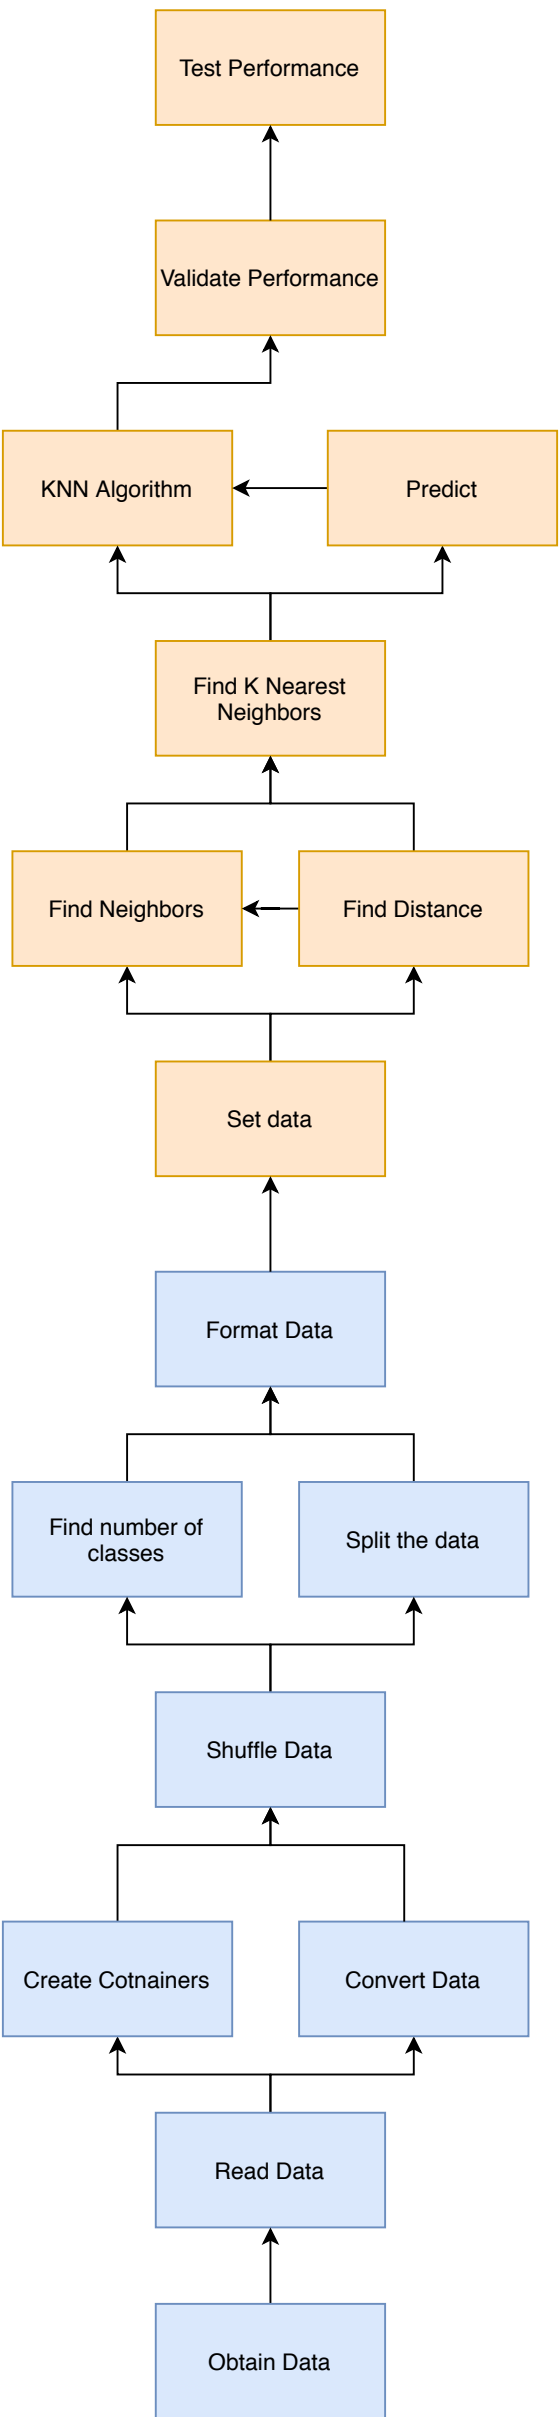 Test Performance
Validate Performance
KNN Algorithm
Predict
Find K Nearest
Neighbors
Find Neighbors
Find Distance
Set data
Format Data
Find number of
classes
Split the data
Shuffle Data
Create Cotnainers
Convert Data
Read Data
Obtain Data